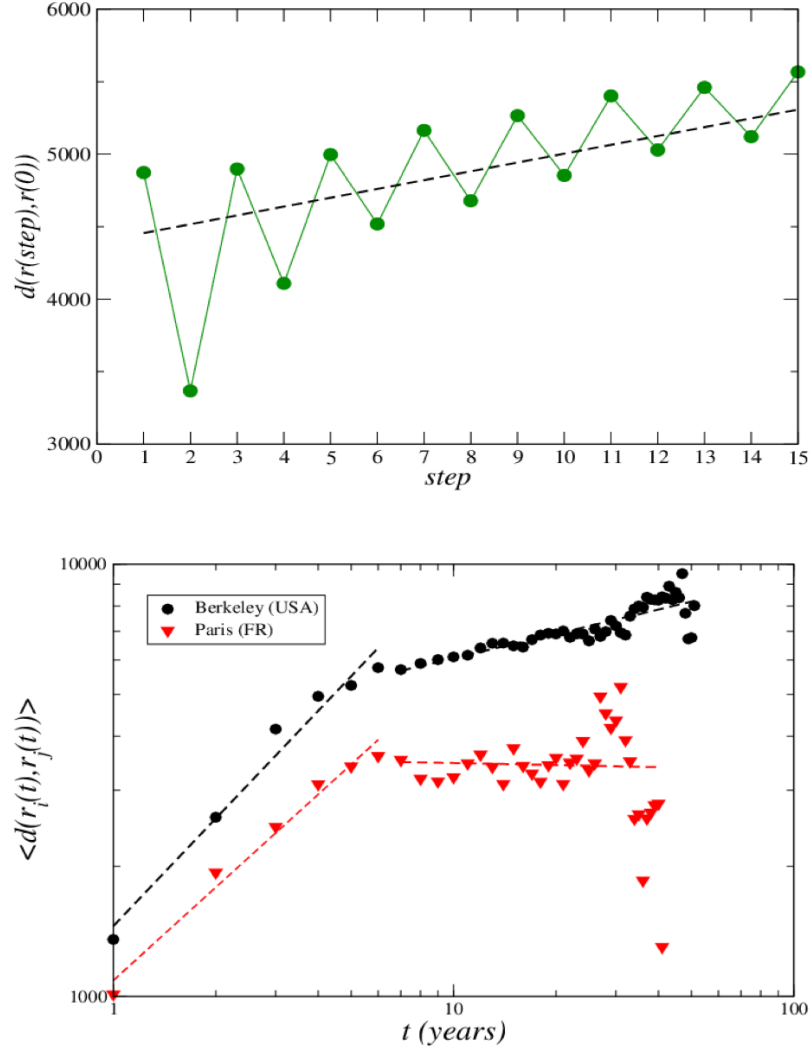 6000
5000
4000
3000
d(r(step),r(0))
0 1 2 3 4 5 6 7 8 9 10 11 12 13 14 15
step
10000
1000
<d(r_i(t),r_j(t))>
Berkeley (USA)
Paris (FR)
1 10 100
t (years)